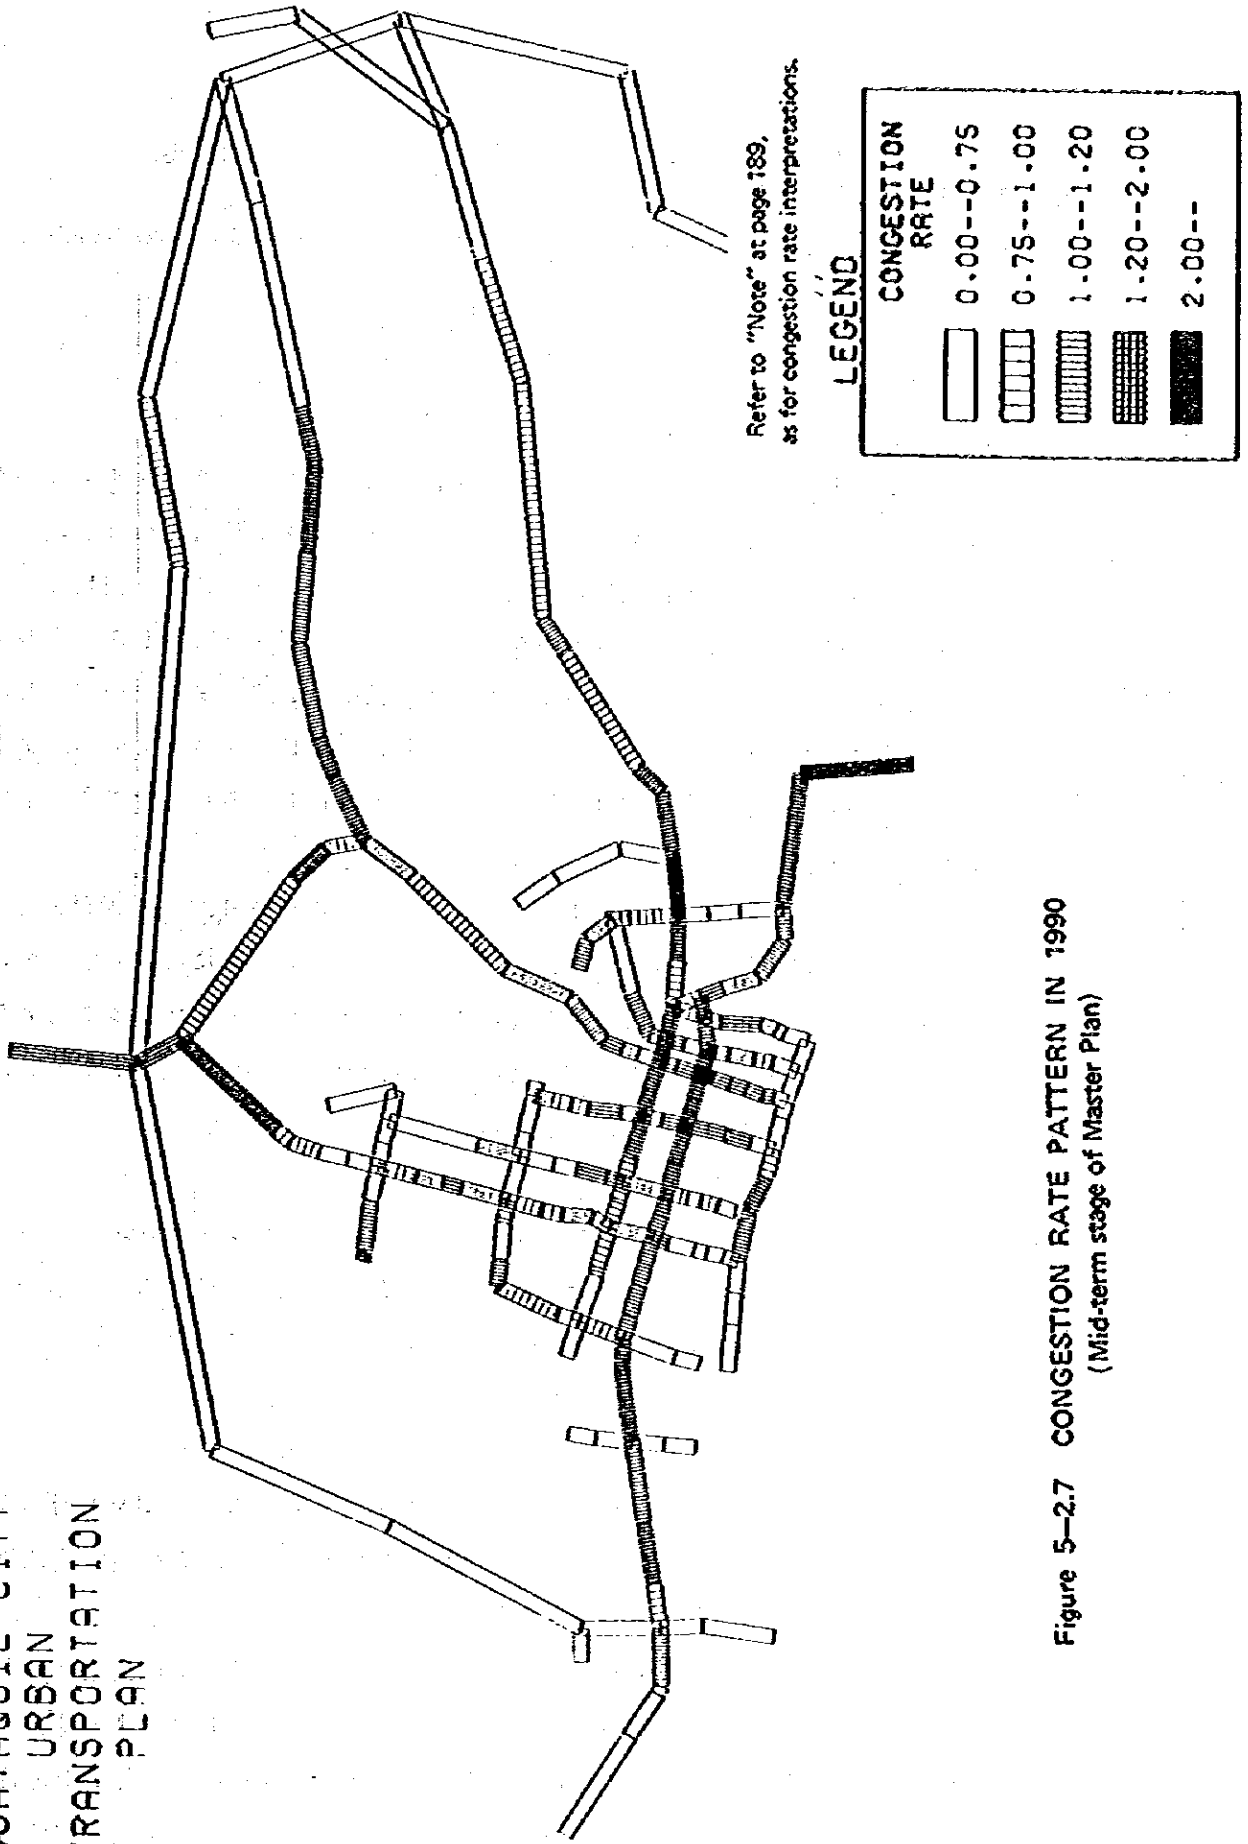 URBAN
TRANSPORTATION
PLAN
Refer to "Note" at page 189,
as for congestion rate interpretations.
LEGEND
CONGESTION
RATE
0.00--0.75
0.75--1.00
1.00--1.20
1.20--2.00
2.00--
Figure 5-2.7 CONGESTION RATE PATTERN IN 1990
(Mid-term stage of Master Plan)